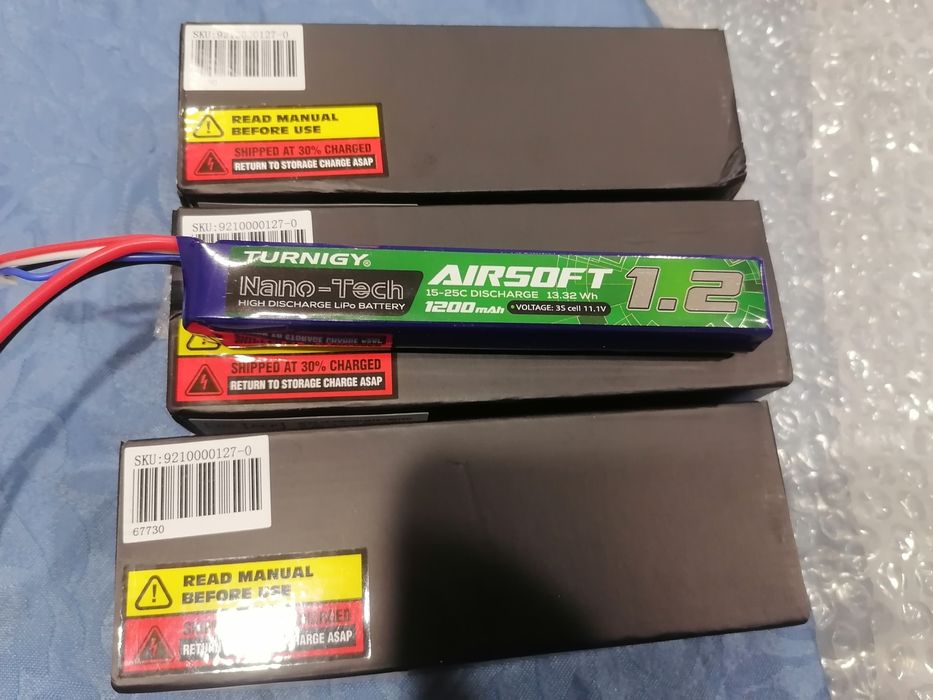 SKU:9210000127-0
READ MANUAL
BEFORE USE
SHIPPED AT 30% CHARGED
RETURN TO STORAGE CHARGE ASAP
SKU:9210000127-0
TURNIGY®
Nano-Tech
HIGH DISCHARGE LiPo BATTERY
AIRSOFT
15-25C DISCHARGE 13.32 Wh
1200mAh
VOLTAGE: 3S cell 11.1V
1.2
SHIPPED AT 30% CHARGED
RETURN TO STORAGE CHARGE ASAP
SKU:9210000127-0
67730
READ MANUAL
BEFORE USE
CHARGE ASAP